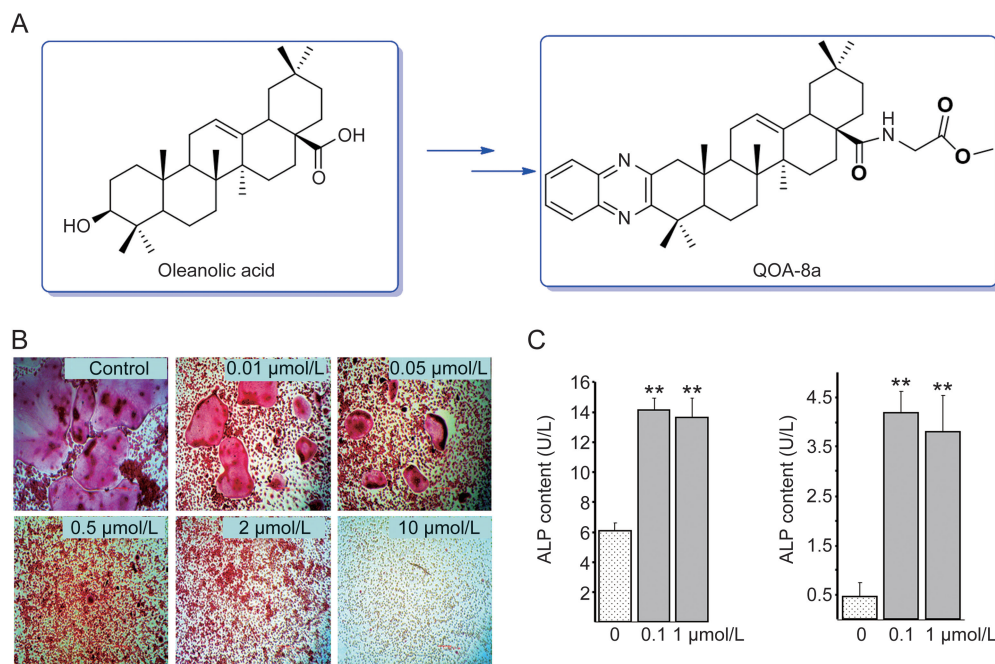 A
OH
O
HO
Oleanolic acid
N
N
H
N
O
O
O
QOA-8a
B
Control
0.01 μmol/L
0.05 μmol/L
0.5 μmol/L
2 μmol/L
10 μmol/L
C
ALP content (U/L)
16
14
12
10
8
6
4
2
**
**
0
0.1
1 μmol/L
ALP content (U/L)
4.5
3.5
2.5
1.5
0.5
**
**
0
0.1
1 μmol/L